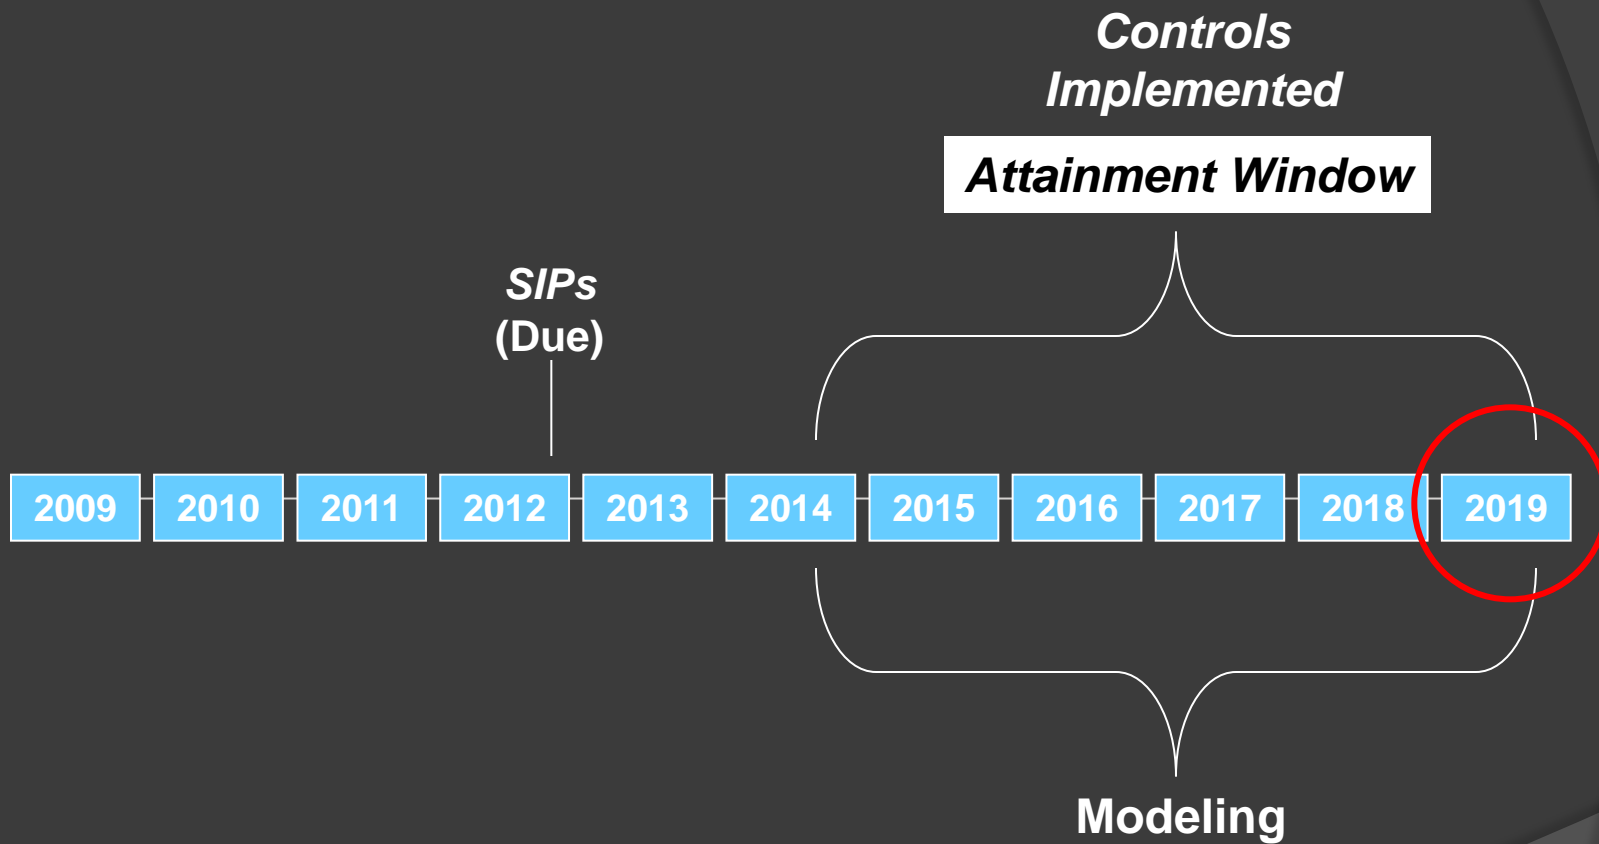 Controls
Implemented
Attainment Window
SIPs
(Due)
2009 2010 2011 2012 2013 2014 2015 2016 2017 2018 2019
Modeling